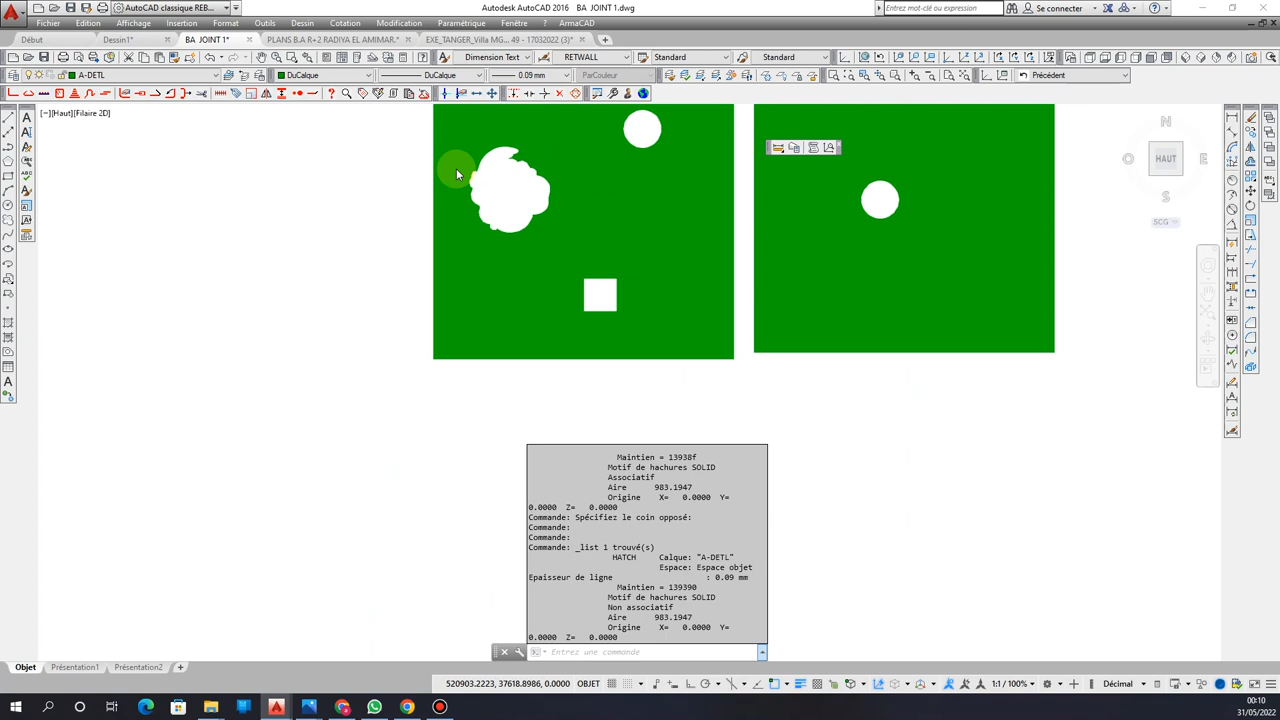 AutoCAD classique REB...
Autodesk AutoCAD 2016 BA_JOINT 1.dwg
Entrez mot-clé ou expression
Se connecter
Fichier Edition Affichage Insertion Format Outils Dessin Cotation Modification Paramétrique Fenêtre ? ArmaCAD
Début Dessin1* BA JOINT 1* PLANS B.A R+2 RADIYA EL AMIMAR.* EXE_TANGER_Villa MG... 49 - 17032022 (3)*
Dimension Text RETWALL Standard Standard
A-DETL DuCalque DuCalque 0.09 mm ParCouleur Précédent
[−][Haut][Filaire 2D]
N
O HAUT E
S
SCG
Maintien = 13938f
Motif de hachures SOLID
Associatif
Aire 983.1947
Origine X= 0.0000 Y=
0.0000 Z= 0.0000
Commande: Spécifiez le coin opposé:
Commande:
Commande:
Commande: _list 1 trouvé(s)
HATCH Calque: "A-DETL"
Espace: Espace objet
Epaisseur de ligne : 0.09 mm
Maintien = 139390
Motif de hachures SOLID
Non associatif
Aire 983.1947
Origine X= 0.0000 Y=
0.0000 Z= 0.0000
Entrez une commande
Objet Présentation1 Présentation2 +
520903.2223, 37618.8986, 0.0000 OBJET 1:1 / 100% Décimal
00:10
31/05/2022